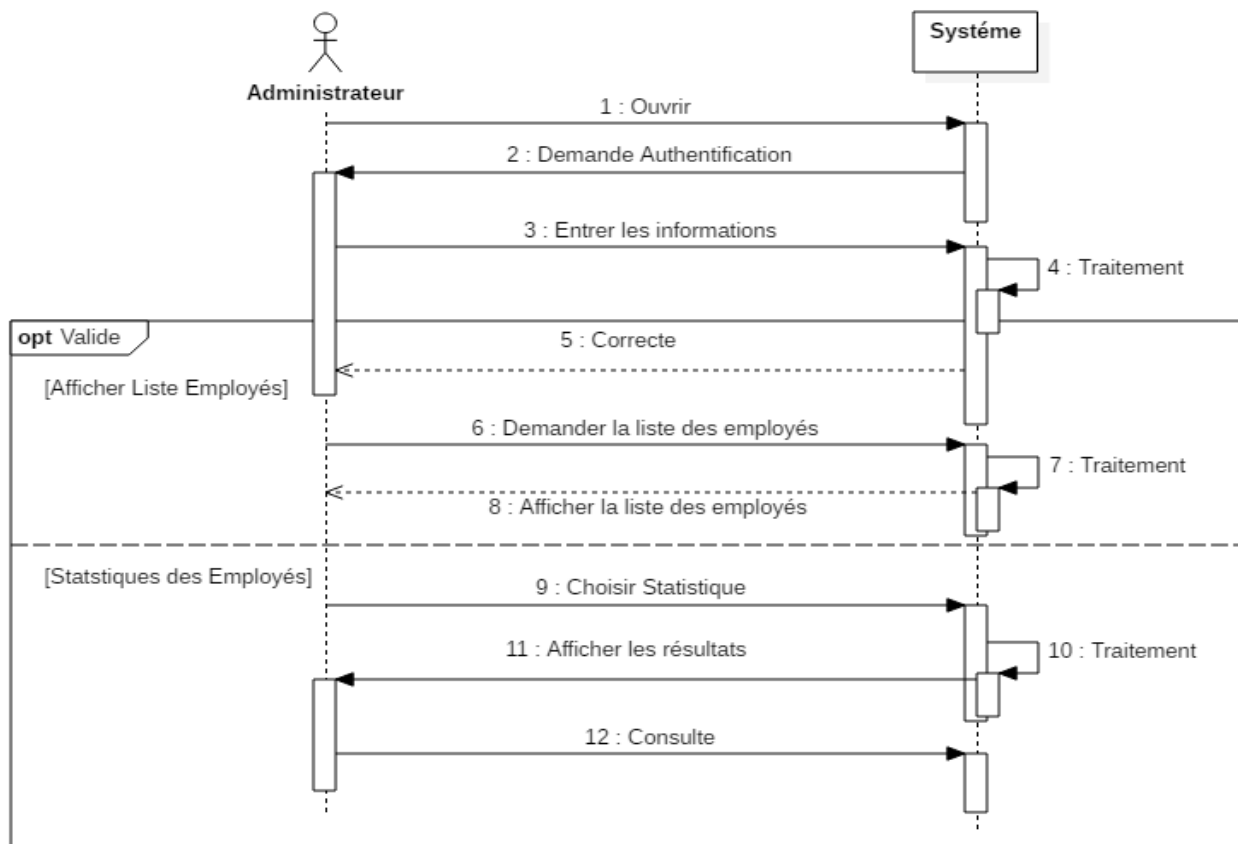 Systéme
Administrateur
1 : Ouvrir
2 : Demande Authentification
3 : Entrer les informations
4 : Traitement
opt Valide
5 : Correcte
[Afficher Liste Employés]
6 : Demander la liste des employés
7 : Traitement
8 : Afficher la liste des employés
[Statstiques des Employés]
9 : Choisir Statistique
11 : Afficher les résultats
10 : Traitement
12 : Consulte